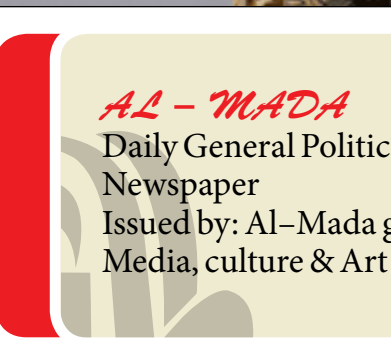 AL – MADA
Daily General Politic
Newspaper
Issued by: Al–Mada g
Media, culture & Art